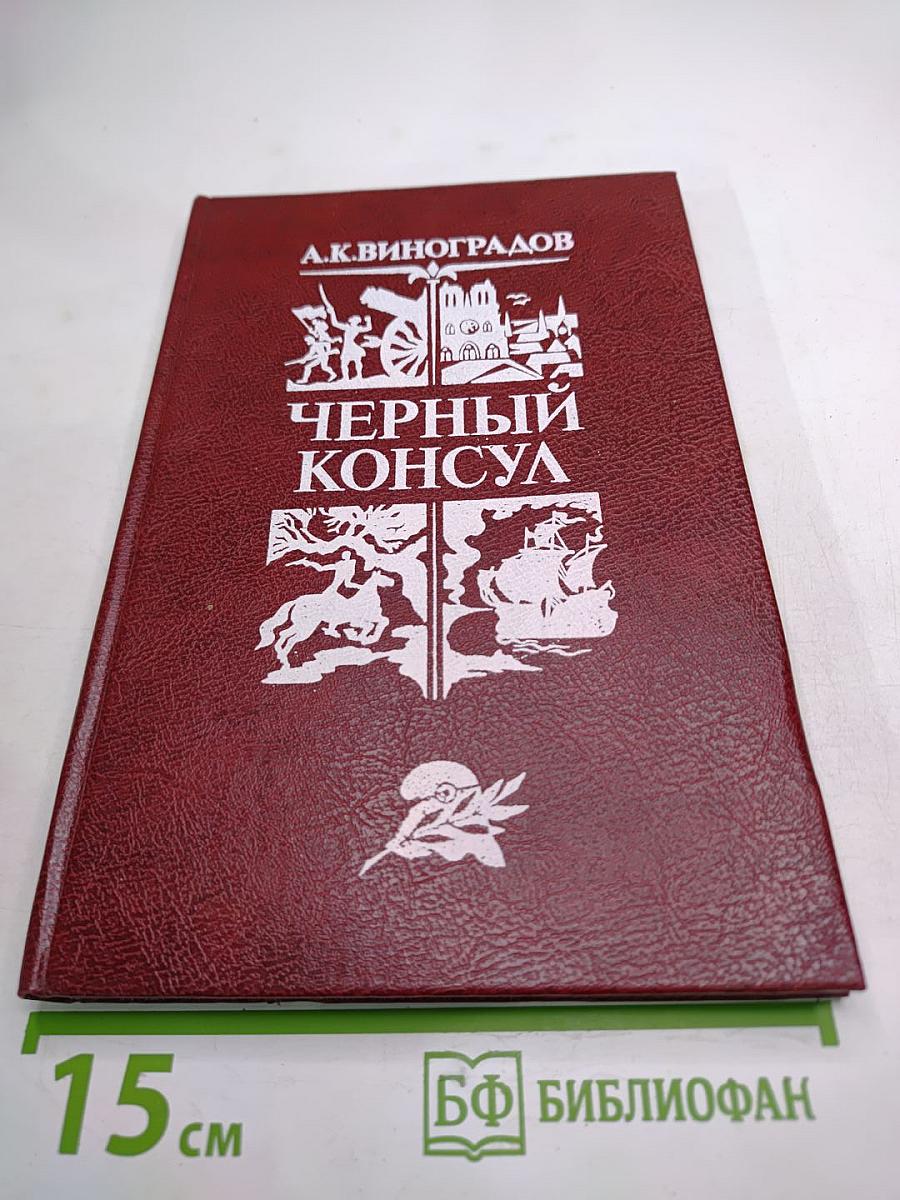 А.К.ВИНОГРАДОВ
ЧЕРНЫЙ
КОНСУЛ
15 см
БФ БИБЛИОФАН